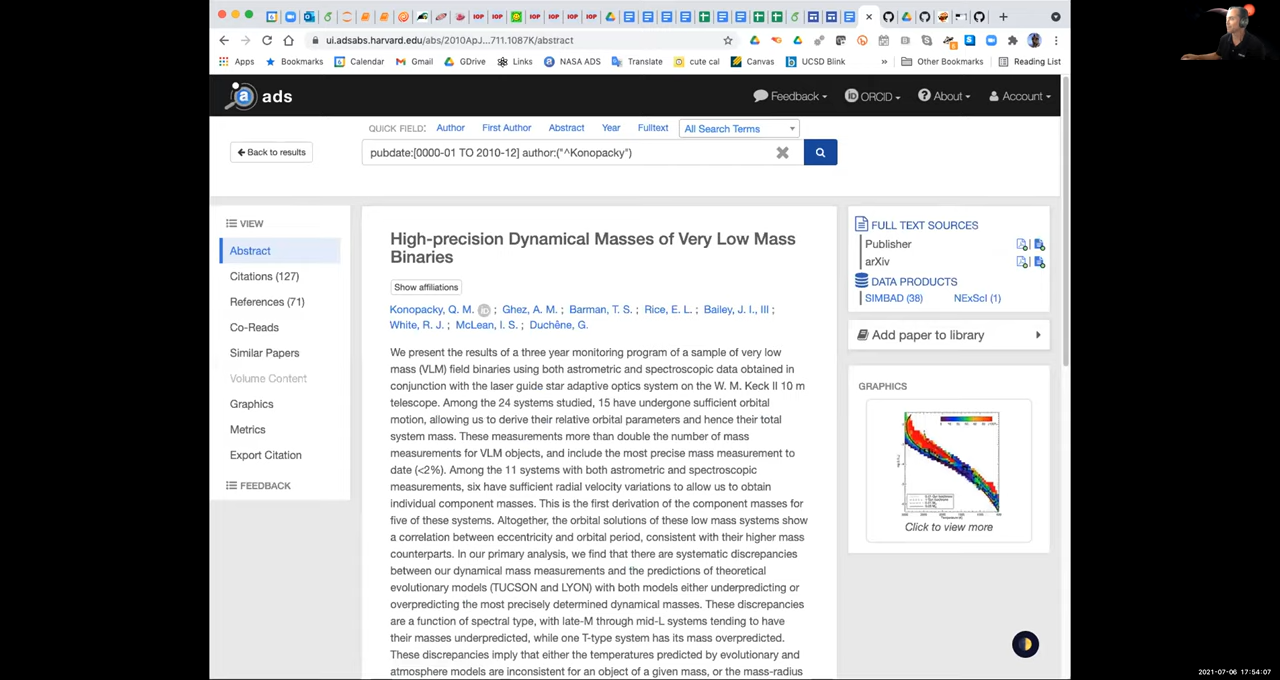 IOP IOP IOP IOP IOP IOP
ui.adsabs.harvard.edu/abs/2010ApJ...711.1087K/abstract
Apps Bookmarks Calendar Gmail GDrive Links NASA ADS Translate cute cal Canvas UCSD Blink » Other Bookmarks Reading List
a ads
Feedback ORCID About Account
QUICK FIELD: Author First Author Abstract Year Fulltext All Search Terms
Back to results
pubdate:[0000-01 TO 2010-12] author:("^Konopacky")
VIEW
Abstract
Citations (127)
References (71)
Co-Reads
Similar Papers
Volume Content
Graphics
Metrics
Export Citation
FEEDBACK
High-precision Dynamical Masses of Very Low Mass
Binaries
Show affiliations
Konopacky, Q. M. iD ; Ghez, A. M. ; Barman, T. S. ; Rice, E. L. ; Bailey, J. I., III ;
White, R. J. ; McLean, I. S. ; Duchêne, G.
We present the results of a three year monitoring program of a sample of very low
mass (VLM) field binaries using both astrometric and spectroscopic data obtained in
conjunction with the laser guide star adaptive optics system on the W. M. Keck II 10 m
telescope. Among the 24 systems studied, 15 have undergone sufficient orbital
motion, allowing us to derive their relative orbital parameters and hence their total
system mass. These measurements more than double the number of mass
measurements for VLM objects, and include the most precise mass measurement to
date (<2%). Among the 11 systems with both astrometric and spectroscopic
measurements, six have sufficient radial velocity variations to allow us to obtain
individual component masses. This is the first derivation of the component masses for
five of these systems. Altogether, the orbital solutions of these low mass systems show
a correlation between eccentricity and orbital period, consistent with their higher mass
counterparts. In our primary analysis, we find that there are systematic discrepancies
between our dynamical mass measurements and the predictions of theoretical
evolutionary models (TUCSON and LYON) with both models either underpredicting or
overpredicting the most precisely determined dynamical masses. These discrepancies
are a function of spectral type, with late-M through mid-L systems tending to have
their masses underpredicted, while one T-type system has its mass overpredicted.
These discrepancies imply that either the temperatures predicted by evolutionary and
atmosphere models are inconsistent for an object of a given mass, or the mass-radius
FULL TEXT SOURCES
Publisher
arXiv
DATA PRODUCTS
SIMBAD (38) NExScI (1)
Add paper to library
GRAPHICS
Click to view more
2021-07-06 17:54:07